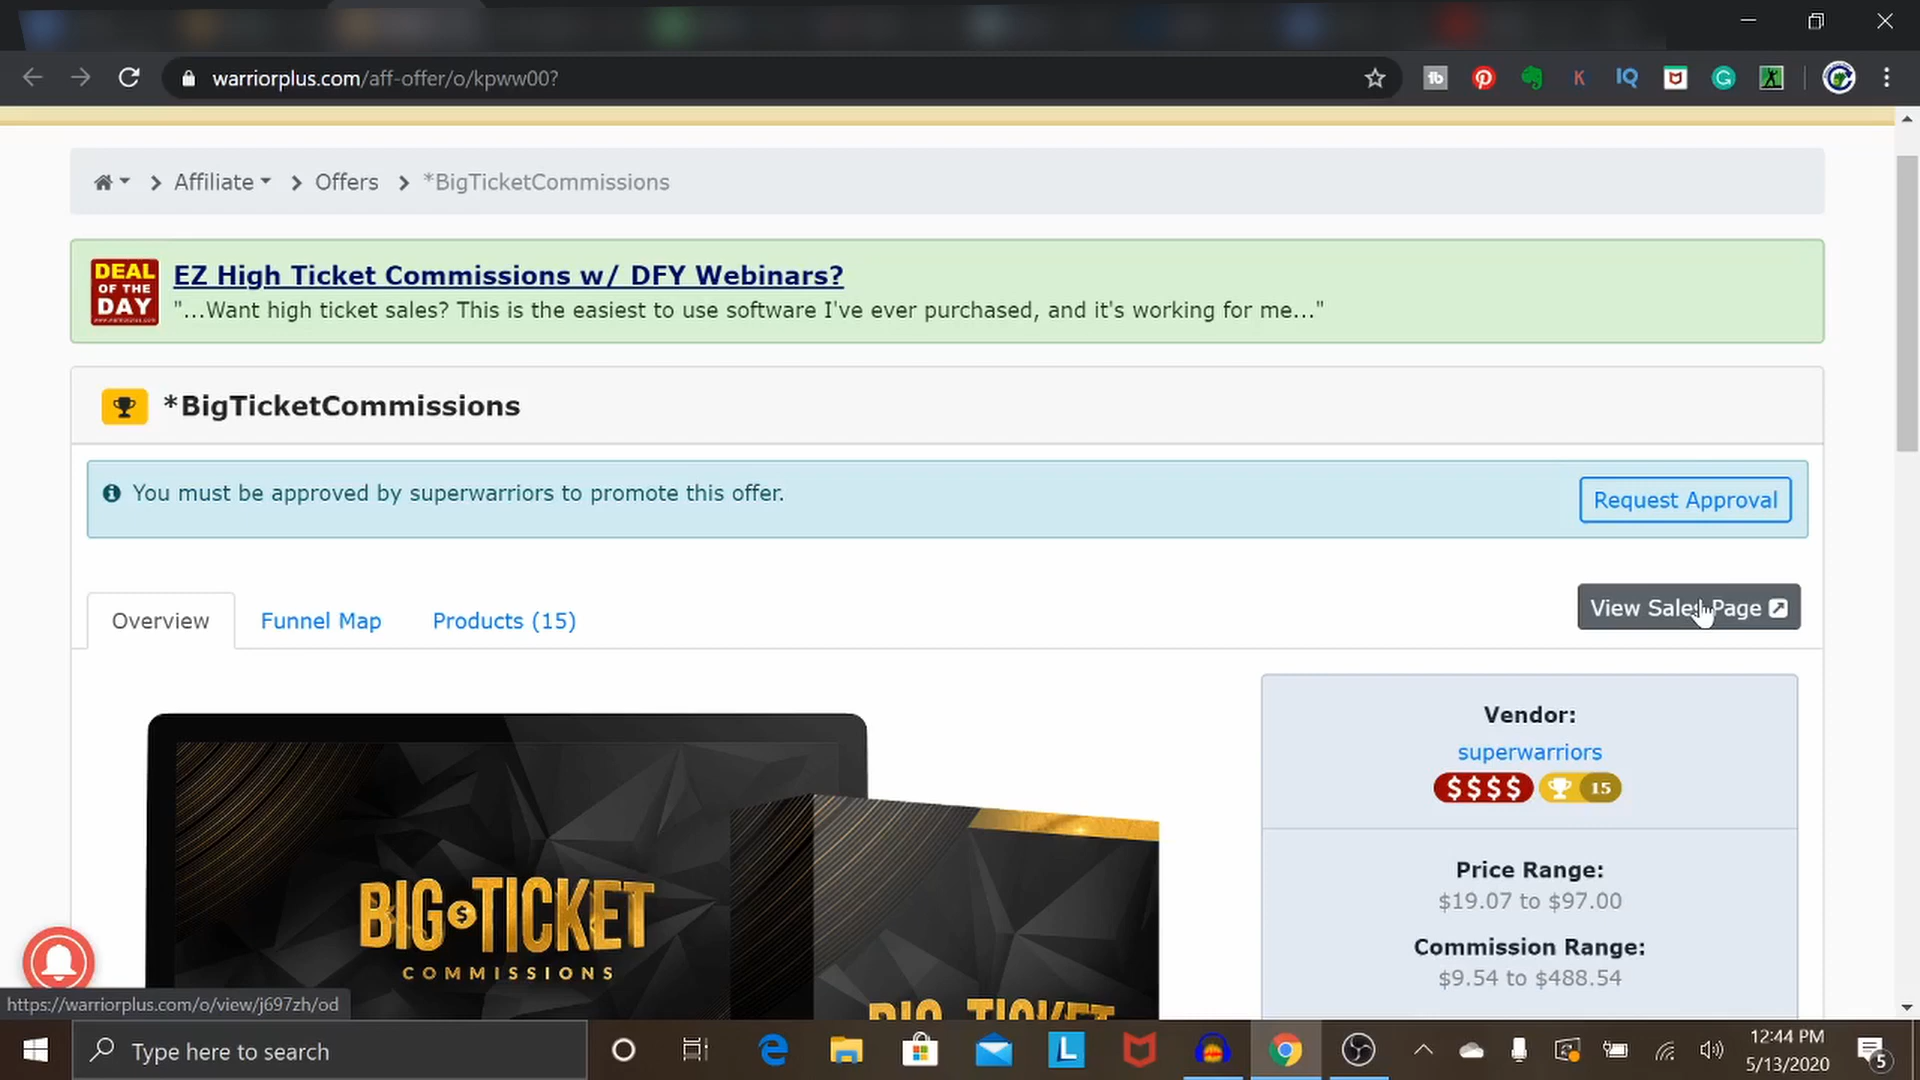 warriorplus.com/aff-offer/o/kpww00?
Affiliate
Offers
*BigTicketCommissions
DEAL
OF THE
DAY
EZ High Ticket Commissions w/ DFY Webinars?
"...Want high ticket sales? This is the easiest to use software I've ever purchased, and it's working for me..."
*BigTicketCommissions
You must be approved by superwarriors to promote this offer.
Request Approval
Overview
Funnel Map
Products (15)
View Sales Page
Vendor:
superwarriors
$$$$
15
Price Range:
$19.07 to $97.00
Commission Range:
$9.54 to $488.54
BIG $ TICKET
COMMISSIONS
BIG TICKET
https://warriorplus.com/o/view/j697zh/od
Type here to search
12:44 PM
5/13/2020
5